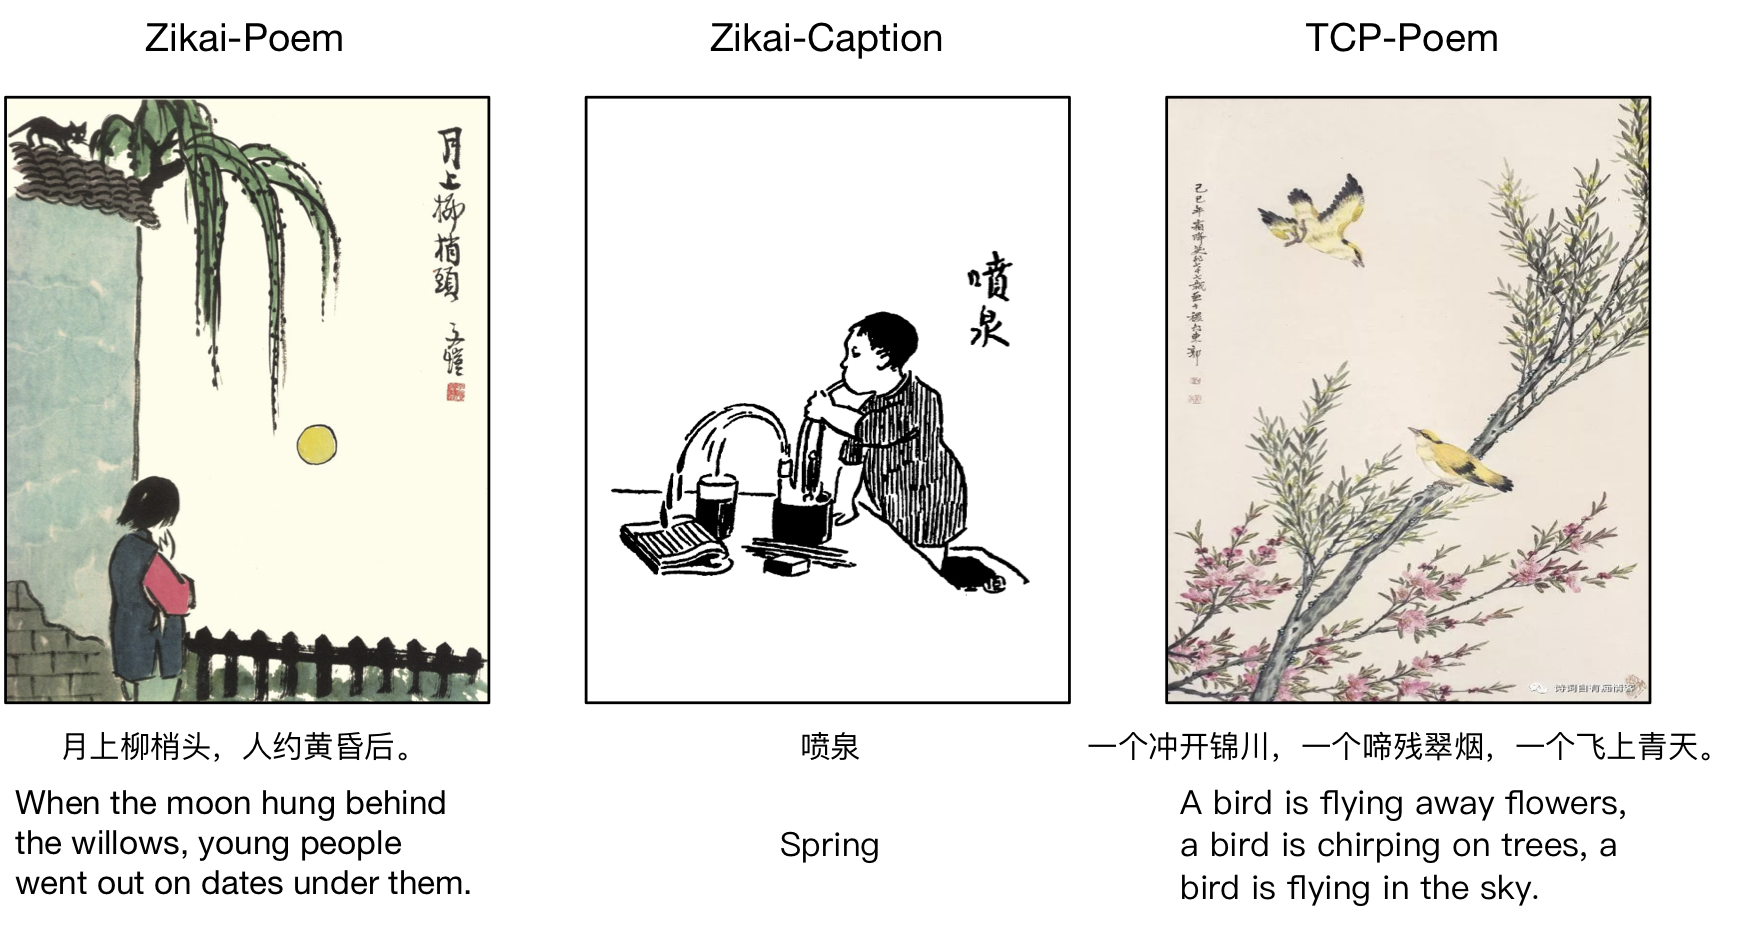 Zikai-Poem
月上柳梢頭 子愷
月上柳梢头，人约黄昏后。
When the moon hung behind
the willows, young people
went out on dates under them.
Zikai-Caption
噴泉
喷泉
Spring
TCP-Poem
己巳年
一个冲开锦川，一个啼残翠烟，一个飞上青天。
A bird is flying away flowers,
a bird is chirping on trees, a
bird is flying in the sky.